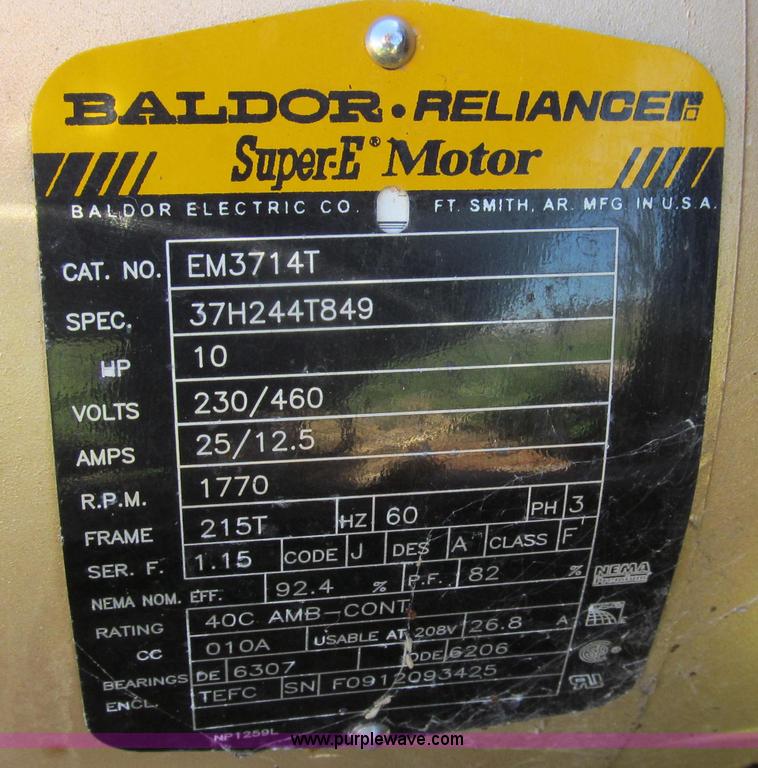 BALDOR • RELIANCE
Super-E® Motor
BALDOR ELECTRIC CO. FT. SMITH, AR. MFG IN U.S.A.
CAT. NO. EM3714T
SPEC. 37H244T849
HP 10
VOLTS 230/460
AMPS 25/12.5
R.P.M. 1770
FRAME 215T HZ 60 PH 3
SER. F. 1.15 CODE J DES A CLASS F
NEMA NOM. EFF. 92.4 % P.F. 82 %
RATING 40C AMB-CONT
CC 010A USABLE AT 208V 26.8 A
BEARINGS DE 6307 ODE 6206
ENCL. TEFC SN F0912093425
NEMA
NP1259L
www.purplewave.com